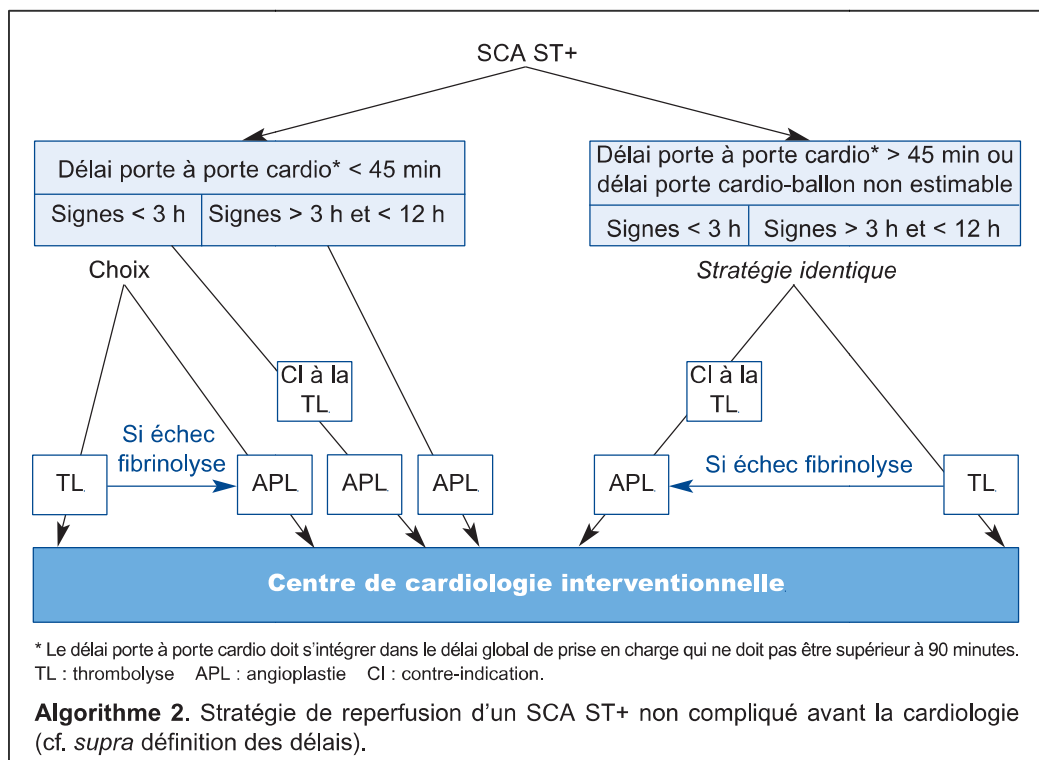 SCA ST+
Délai porte à porte cardio* < 45 min
Signes < 3 h
Signes > 3 h et < 12 h
Délai porte à porte cardio* > 45 min ou
délai porte cardio-ballon non estimable
Signes < 3 h
Signes > 3 h et < 12 h
Choix
Stratégie identique
CI à la
TL
CI à la
TL
Si échec
fibrinolyse
Si échec fibrinolyse
TL
APL
APL
APL
APL
TL
Centre de cardiologie interventionnelle
* Le délai porte à porte cardio doit s'intégrer dans le délai global de prise en charge qui ne doit pas être supérieur à 90 minutes.
TL : thrombolyse APL : angioplastie CI : contre-indication.
Algorithme 2. Stratégie de reperfusion d'un SCA ST+ non compliqué avant la cardiologie
(cf. supra définition des délais).